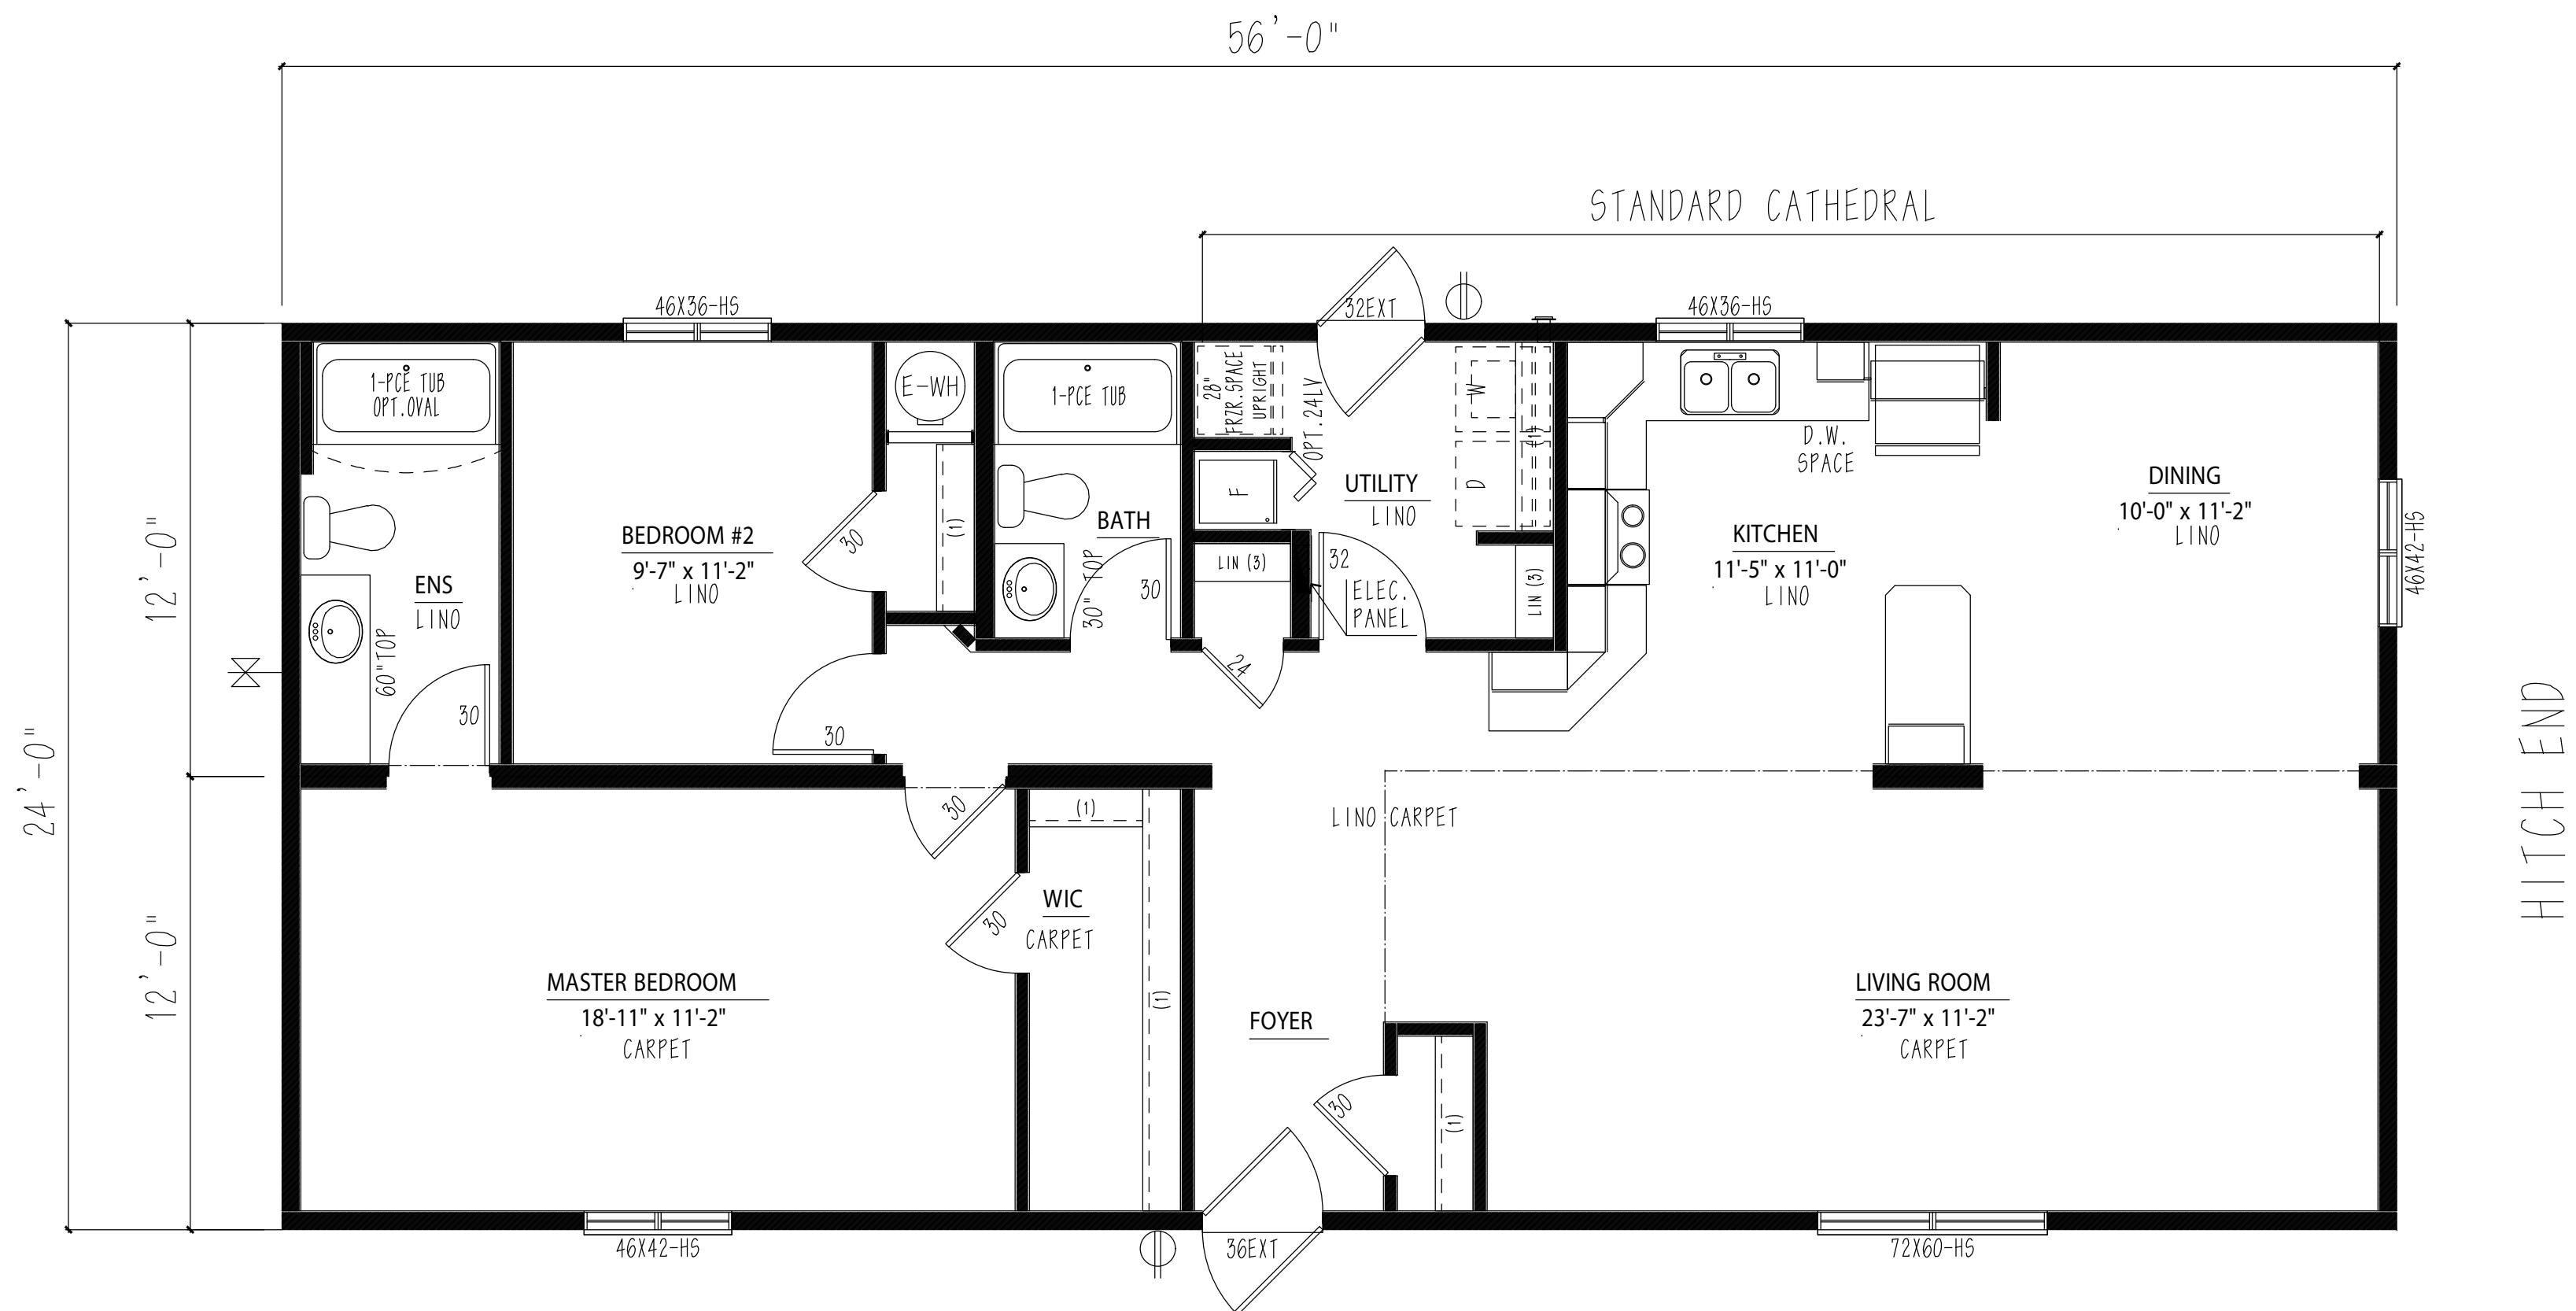 56'-0"
STANDARD CATHEDRAL
46X36-HS
32EXT
46X36-HS
1-PCE TUB
OPT.OVAL
E-WH
1-PCE TUB
28"
FRZR.SPACE
UPRIGHT
OPT.24LV
W
(1)
D.W.
SPACE
DINING
10'-0" x 11'-2"
LINO
46X42-HS
F
UTILITY
LINO
D
KITCHEN
11'-5" x 11'-0"
LINO
BEDROOM #2
9'-7" x 11'-2"
LINO
30
(1)
BATH
30" TOP
30
LIN (3)
32
ELEC.
PANEL
LIN (3)
ENS
LINO
60"TOP
30
30
24
12'-0"
24'-0"
12'-0"
HITCH END
30
(1)
LINO CARPET
WIC
CARPET
30
(1)
MASTER BEDROOM
18'-11" x 11'-2"
CARPET
FOYER
LIVING ROOM
23'-7" x 11'-2"
CARPET
30
(1)
46X42-HS
36EXT
72X60-HS